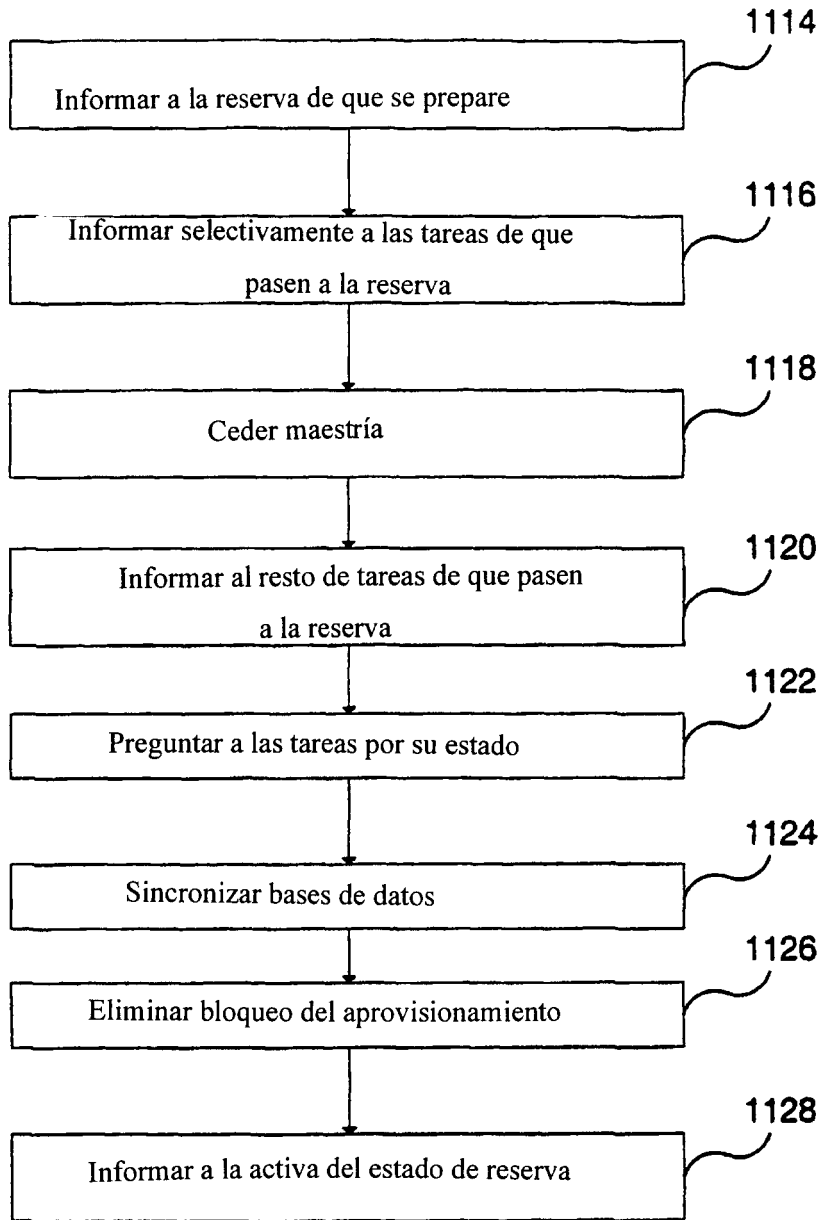 1114
Informar a la reserva de que se prepare
1116
Informar selectivamente a las tareas de que
pasen a la reserva
1118
Ceder maestría
1120
Informar al resto de tareas de que pasen
a la reserva
1122
Preguntar a las tareas por su estado
1124
Sincronizar bases de datos
1126
Eliminar bloqueo del aprovisionamiento
1128
Informar a la activa del estado de reserva